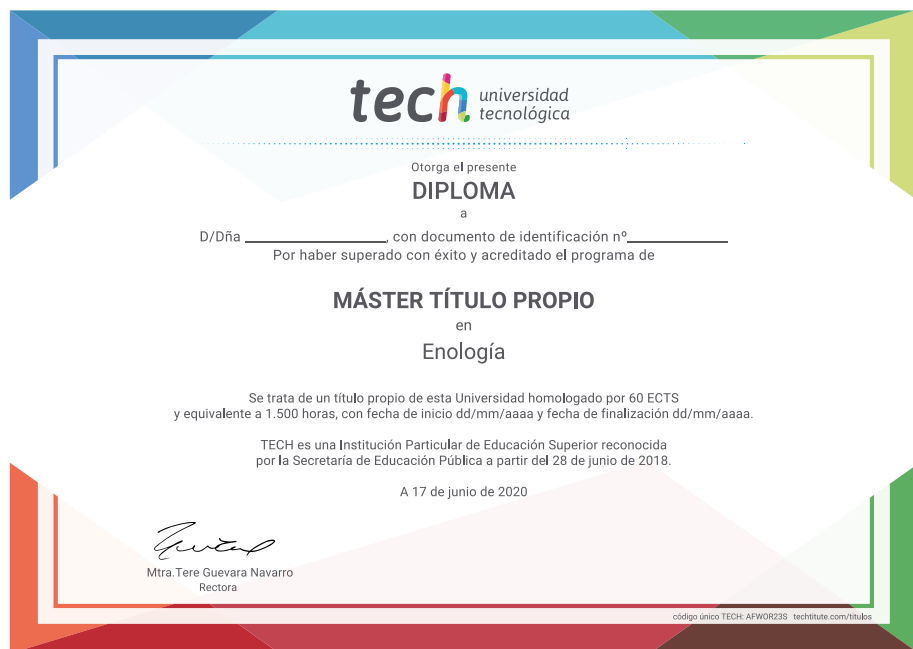 tech universidad
tecnológica
Otorga el presente
DIPLOMA
a
D/Dña ________________, con documento de identificación nº____________
Por haber superado con éxito y acreditado el programa de
MÁSTER TÍTULO PROPIO
en
Enología
Se trata de un título propio de esta Universidad homologado por 60 ECTS
y equivalente a 1.500 horas, con fecha de inicio dd/mm/aaaa y fecha de finalización dd/mm/aaaa.
TECH es una Institución Particular de Educación Superior reconocida
por la Secretaría de Educación Pública a partir del 28 de junio de 2018.
A 17 de junio de 2020
Mtra.Tere Guevara Navarro
Rectora
código único TECH: AFWOR23S techtitute.com/titulos